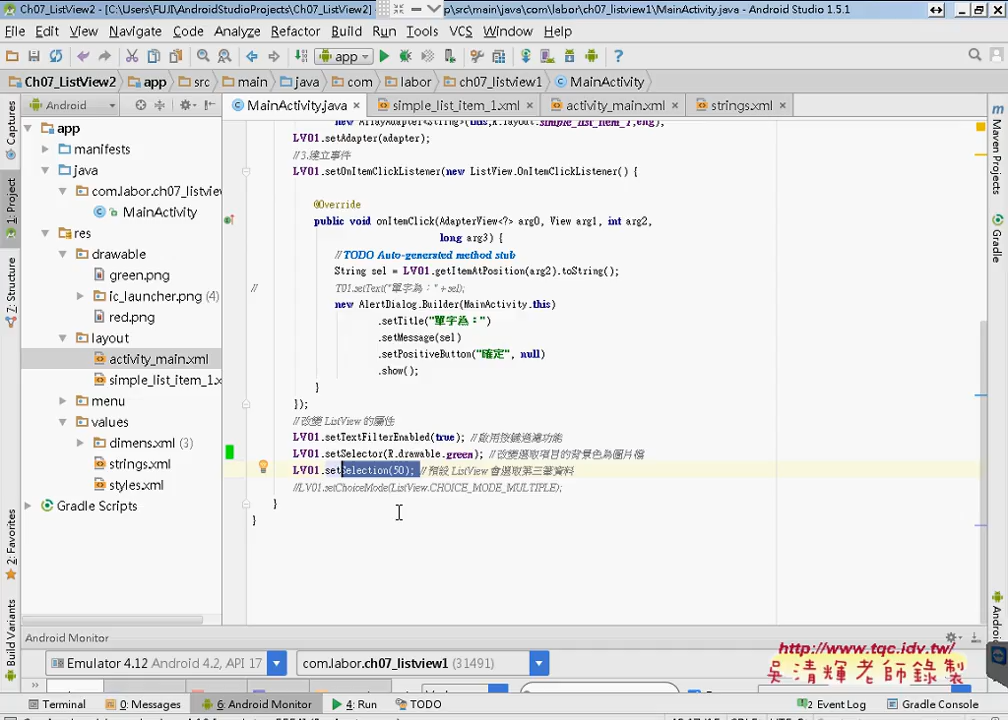 Ch07_ListView2 - [C:\Users\FUJI\AndroidStudioProjects\Ch07_ListView2]
p\src\main\java\com\labor\ch07_listview1\MainActivity.java - Android Studio 1.5.1
File Edit View Navigate Code Analyze Refactor Build Run Tools VCS Window Help
app
Ch07_ListView2 app src main java com labor ch07_listview1 MainActivity
Android
MainActivity.java simple_list_item_1.xml activity_main.xml strings.xml
Captures
1: Project
7: Structure
2: Favorites
Build Variants
app
manifests
java
com.labor.ch07_listview
MainActivity
res
drawable
green.png
ic_launcher.png (4)
red.png
layout
activity_main.xml
simple_list_item_1.x
menu
values
dimens.xml (3)
strings.xml
styles.xml
Gradle Scripts
new ArrayAdapter<String>(this,R.layout.simple_list_item_1,eng);
LV01.setAdapter(adapter);
//3.建立事件
LV01.setOnItemClickListener(new ListView.OnItemClickListener() {
@Override
public void onItemClick(AdapterView<?> arg0, View arg1, int arg2,
long arg3) {
// TODO Auto-generated method stub
String sel = LV01.getItemAtPosition(arg2).toString();
// T01.setText("單字為：" + sel);
new AlertDialog.Builder(MainActivity.this)
.setTitle("單字為：")
.setMessage(sel)
.setPositiveButton("確定", null)
.show();
}
});
//改變 ListView 的屬性
LV01.setTextFilterEnabled(true); //啟用按鍵過濾功能
LV01.setSelector(R.drawable.green); //改變選取項目的背景色為圖片檔
LV01.setSelection(50); //預設 ListView 會選取第三筆資料
//LV01.setChoiceMode(ListView.CHOICE_MODE_MULTIPLE);
}
}
Maven Projects
Gradle
Android Monitor
Emulator 4.12 Android 4.2, API 17
com.labor.ch07_listview1 (31491)
http://www.tqc.idv.tw/
吳清輝老師錄製
Terminal 0: Messages 6: Android Monitor 4: Run TODO 2 Event Log Gradle Console